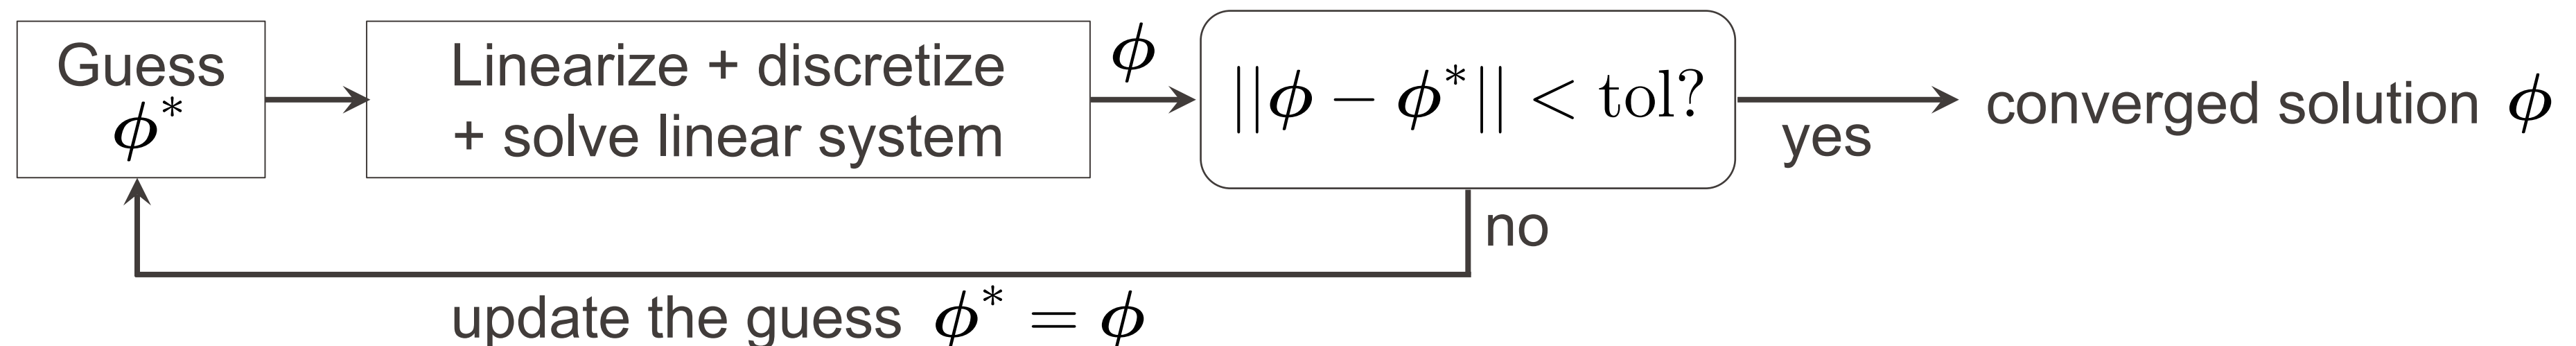 Guess
ϕ*
Linearize + discretize
+ solve linear system
ϕ
||ϕ − ϕ*|| < tol?
yes
converged solution ϕ
no
update the guess ϕ* = ϕ